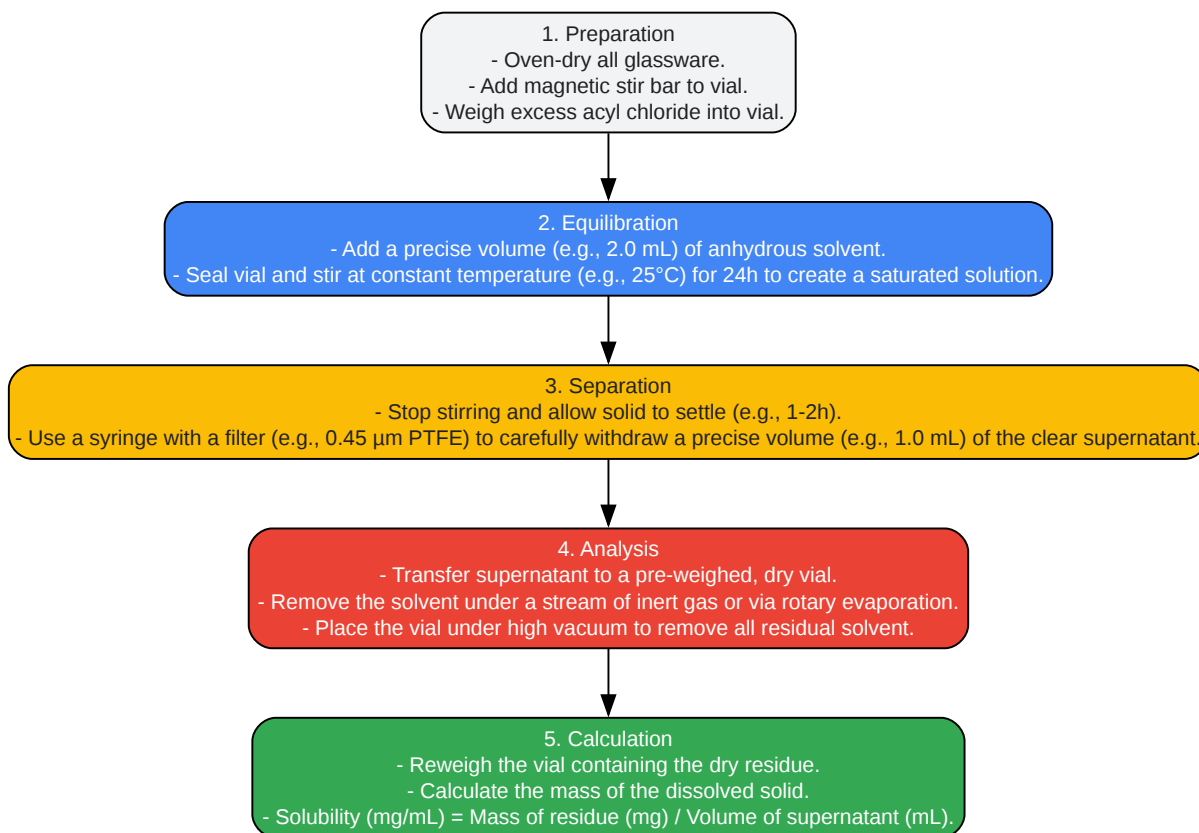 1. Preparation
- Oven-dry all glassware.
- Add magnetic stir bar to vial.
- Weigh excess acyl chloride into vial.
2. Equilibration
- Add a precise volume (e.g., 2.0 mL) of anhydrous solvent.
- Seal vial and stir at constant temperature (e.g., 25°C) for 24h to create a saturated solution.
3. Separation
- Stop stirring and allow solid to settle (e.g., 1-2h).
- Use a syringe with a filter (e.g., 0.45 µm PTFE) to carefully withdraw a precise volume (e.g., 1.0 mL) of the clear supernatant.
4. Analysis
- Transfer supernatant to a pre-weighed, dry vial.
- Remove the solvent under a stream of inert gas or via rotary evaporation.
- Place the vial under high vacuum to remove all residual solvent.
5. Calculation
- Reweigh the vial containing the dry residue.
- Calculate the mass of the dissolved solid.
- Solubility (mg/mL) = Mass of residue (mg) / Volume of supernatant (mL).